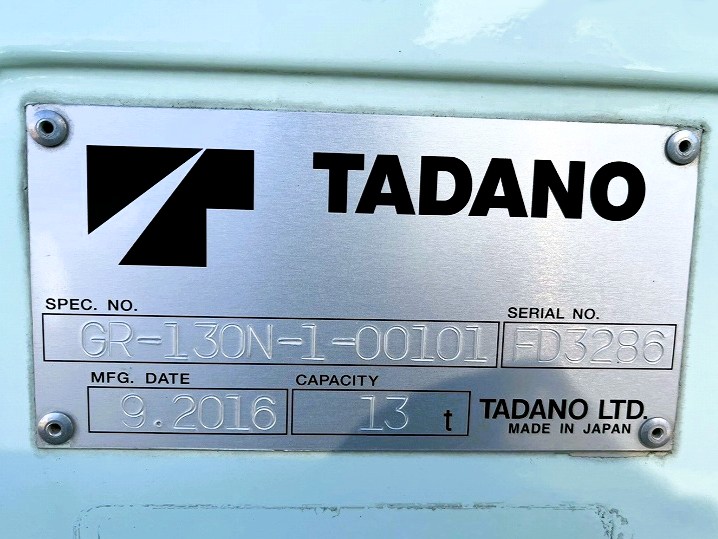 TADANO
SPEC. NO.
GR-130N-1-00101
SERIAL NO.
FD3286
MFG. DATE
9.2016
CAPACITY
13 t
TADANO LTD.
MADE IN JAPAN